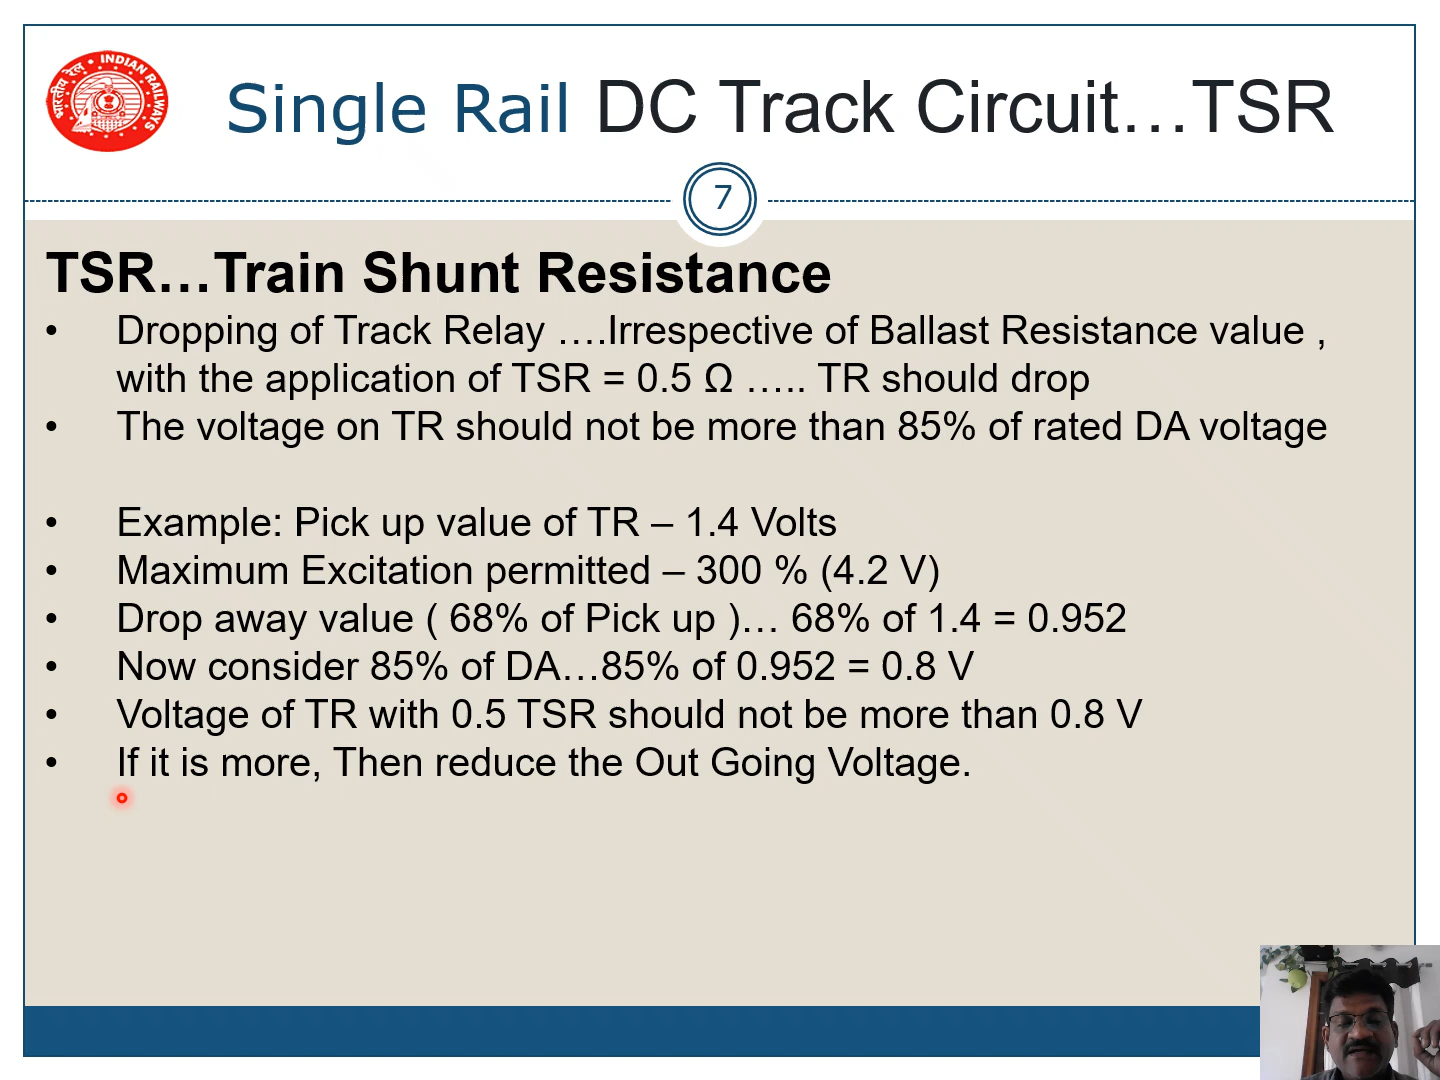 भारतीय रेल INDIAN RAILWAYS
Single Rail DC Track Circuit…TSR
7
TSR…Train Shunt Resistance
• Dropping of Track Relay ….Irrespective of Ballast Resistance value ,
with the application of TSR = 0.5 Ω ….. TR should drop
• The voltage on TR should not be more than 85% of rated DA voltage
• Example: Pick up value of TR – 1.4 Volts
• Maximum Excitation permitted – 300 % (4.2 V)
• Drop away value ( 68% of Pick up )… 68% of 1.4 = 0.952
• Now consider 85% of DA…85% of 0.952 = 0.8 V
• Voltage of TR with 0.5 TSR should not be more than 0.8 V
• If it is more, Then reduce the Out Going Voltage.